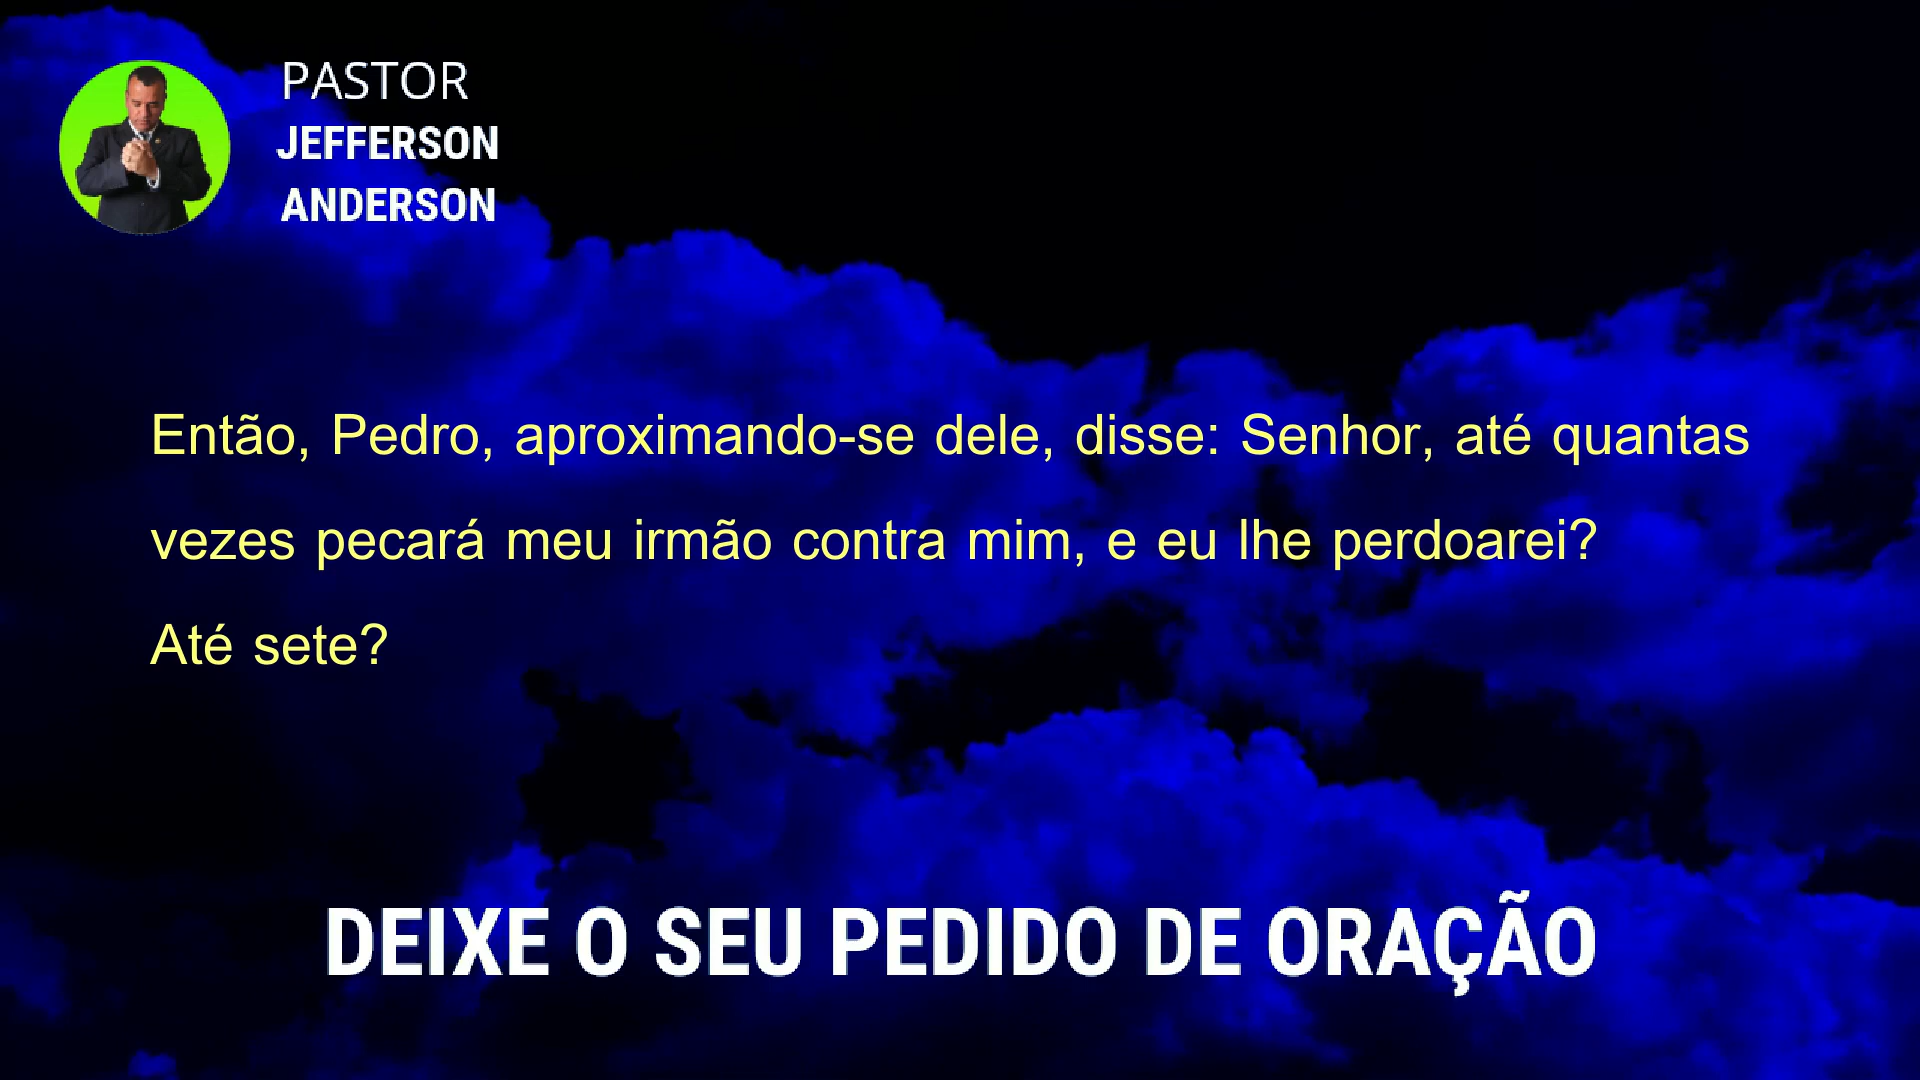 PASTOR
JEFFERSON
ANDERSON
Então, Pedro, aproximando-se dele, disse: Senhor, até quantas
vezes pecará meu irmão contra mim, e eu lhe perdoarei?
Até sete?
DEIXE O SEU PEDIDO DE ORAÇÃO